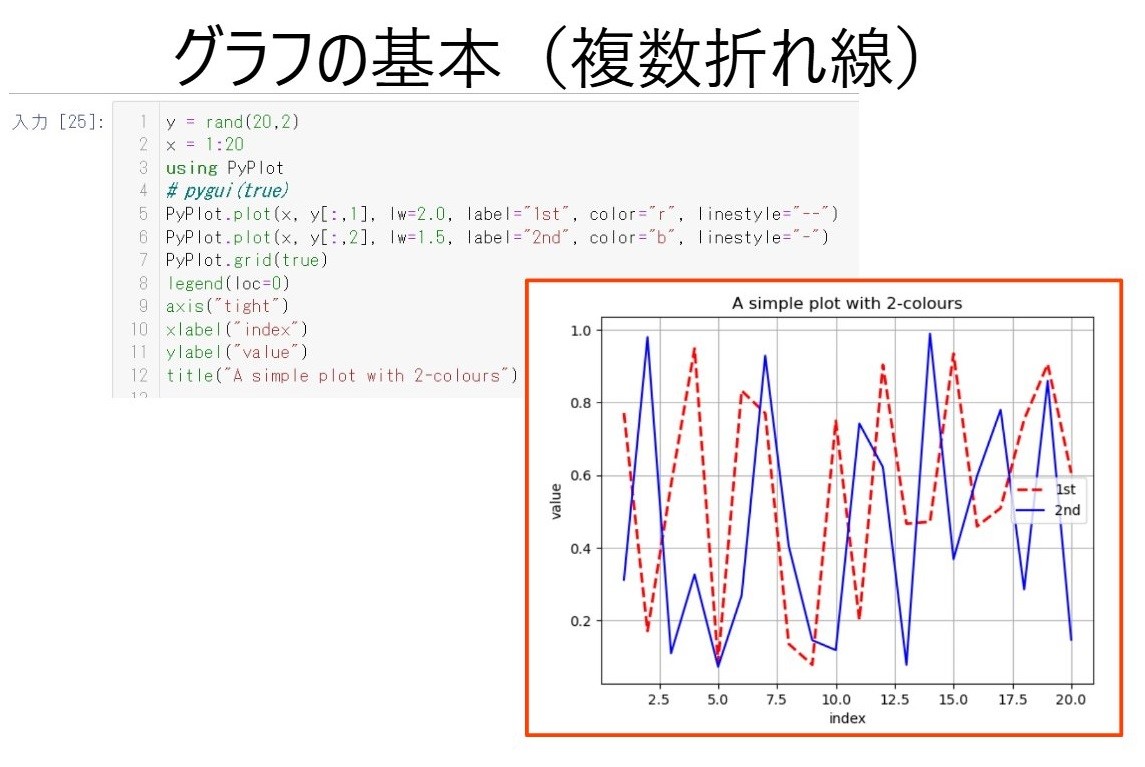 グラフの基本（複数折れ線）
入力 [25]:
1 y = rand(20,2)
2 x = 1:20
3 using PyPlot
4 # pygui(true)
5 PyPlot.plot(x, y[:,1], lw=2.0, label="1st", color="r", linestyle="--")
6 PyPlot.plot(x, y[:,2], lw=1.5, label="2nd", color="b", linestyle="-")
7 PyPlot.grid(true)
8 legend(loc=0)
9 axis("tight")
10 xlabel("index")
11 ylabel("value")
12 title("A simple plot with 2-colours")
A simple plot with 2-colours
1.0
0.8
0.6
0.4
0.2
value
1st
2nd
2.5 5.0 7.5 10.0 12.5 15.0 17.5 20.0
index